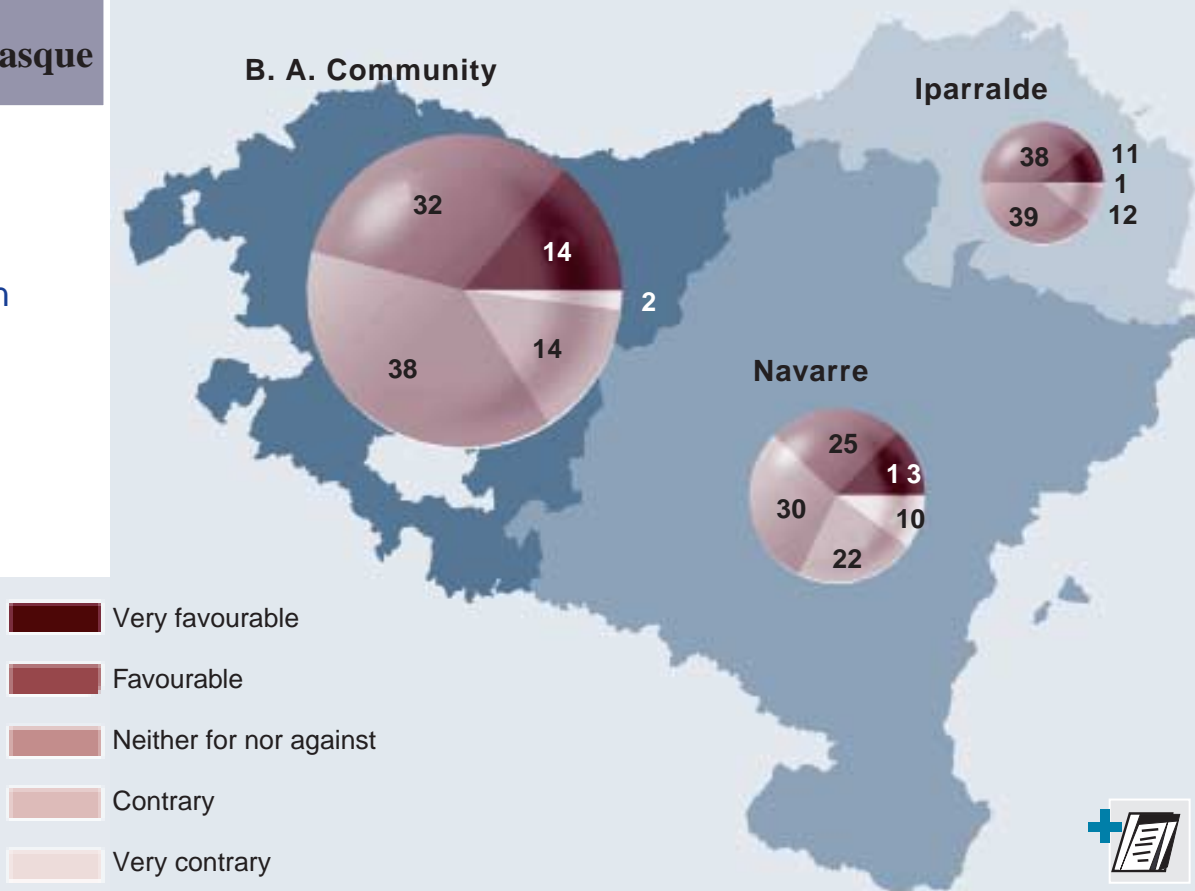 asque
n
B. A. Community
32
14
2
14
38
Iparralde
38
11
1
12
39
Navarre
25
1 3
10
22
30
Very favourable
Favourable
Neither for nor against
Contrary
Very contrary